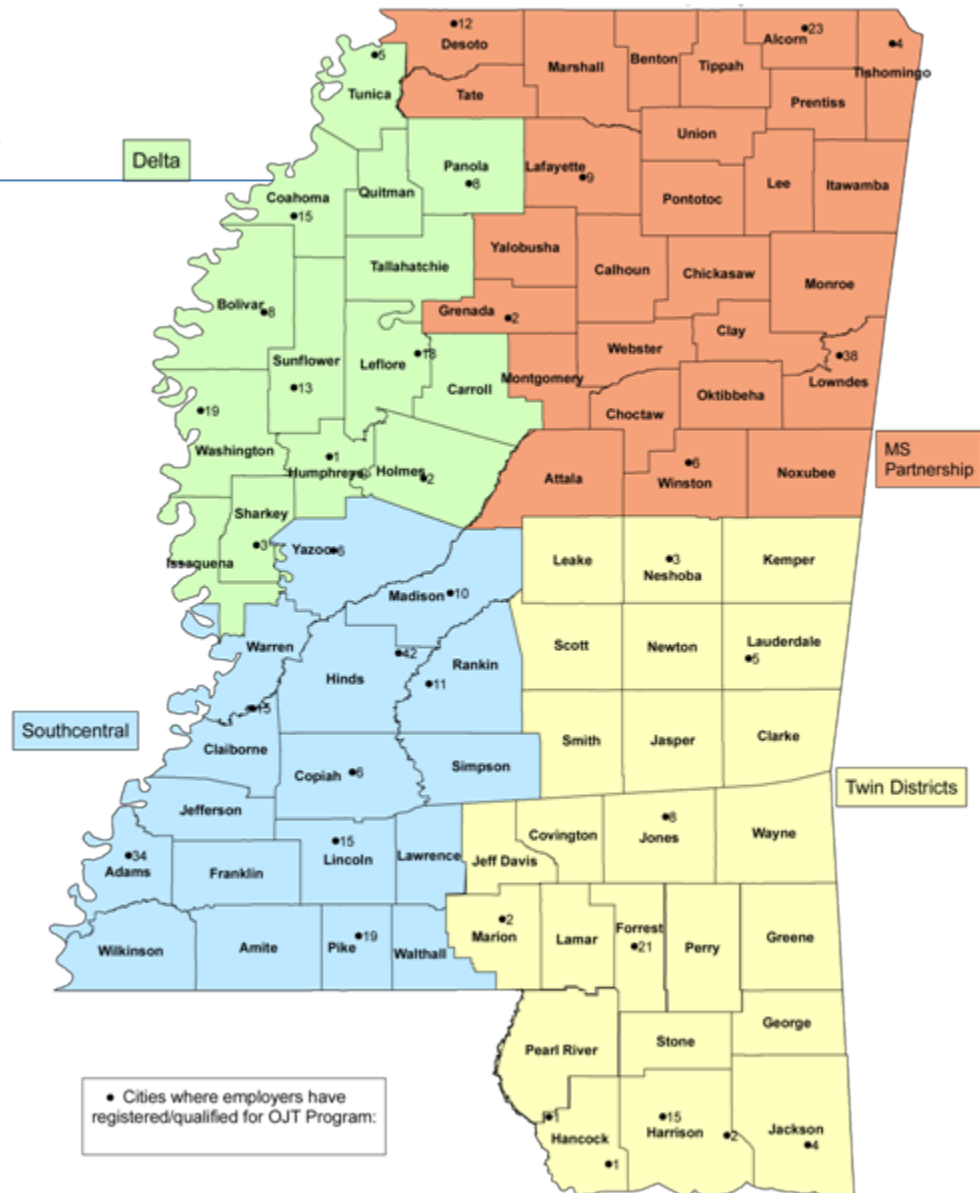 12
Desoto
23
Alcorn
4
Tishomingo
Marshall
Benton
Tippah
5
Tunica
Tate
Prentiss
Union
Delta
Panola
8
Lafayette
9
Lee
Itawamba
Pontotoc
Quitman
Coahoma
15
Yalobusha
Calhoun
Chickasaw
Monroe
Tallahatchie
Bolivar
8
Grenada
2
Clay
Webster
38
Lowndes
Sunflower
13
Leflore
18
Carroll
Montgomery
Oktibbeha
Choctaw
19
Washington
1
Humphreys
Holmes
2
MS
Partnership
Attala
6
Winston
Noxubee
Sharkey
3
Issaquena
Yazoo
6
Leake
3
Neshoba
Kemper
Madison
10
Warren
15
Hinds
42
Rankin
11
Scott
Newton
Lauderdale
5
Southcentral
Claiborne
Copiah
6
Simpson
Smith
Jasper
Clarke
Twin Districts
Jefferson
15
Lincoln
Lawrence
Jeff Davis
Covington
8
Jones
Wayne
34
Adams
Franklin
Wilkinson
Amite
Pike
19
Walthall
2
Marion
Lamar
Forrest
21
Perry
Greene
Pearl River
Stone
George
• Cities where employers have
registered/qualified for OJT Program:
1
Hancock
1
15
Harrison
2
Jackson
4